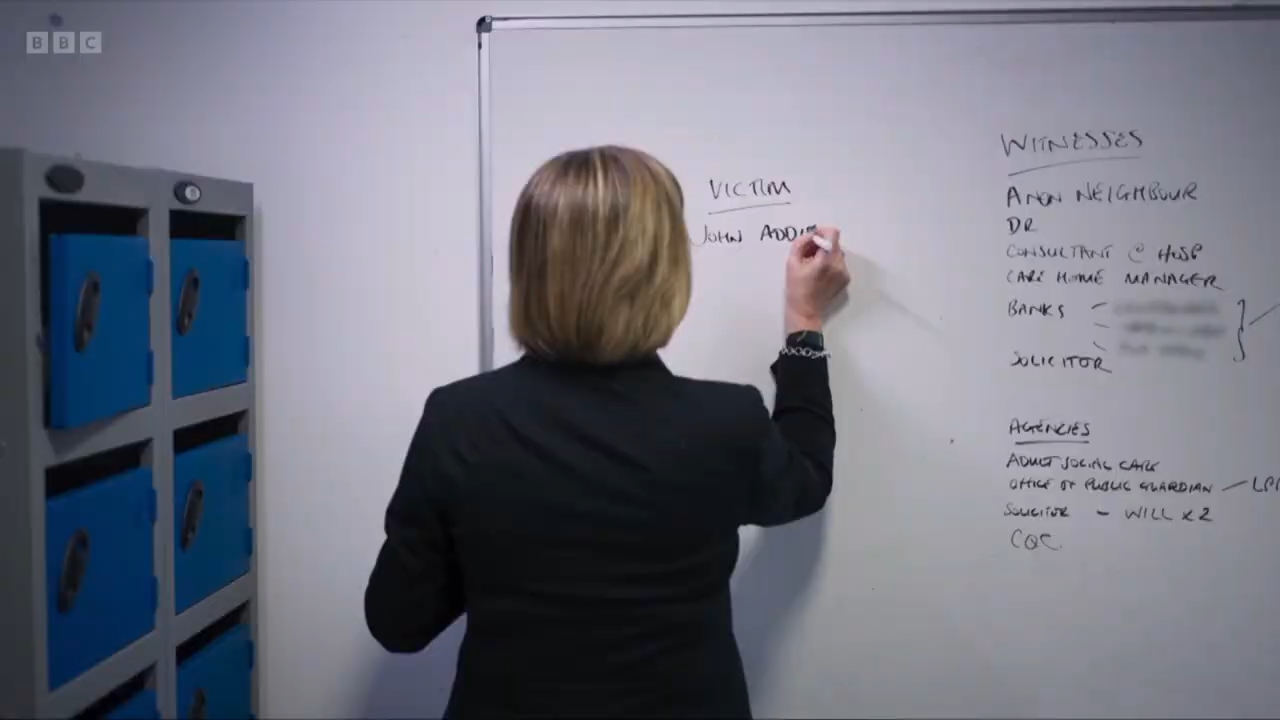 BBC
VICTIM
JOHN ADDI
WITNESSES
ANON NEIGHBOUR
DR
CONSULTANT @ HOSP
CARE HOME MANAGER
BANKS -
SOLICITOR
AGENCIES
ADULT SOCIAL CARE
OFFICE OF PUBLIC GUARDIAN - LP
SOLICITOR - WILL x 2
CQC